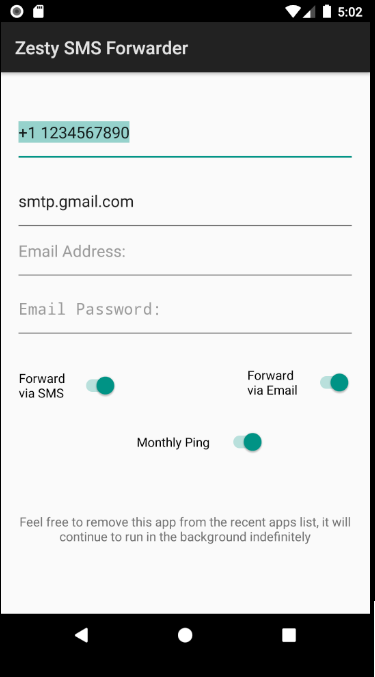 5:02
Zesty SMS Forwarder
+1 1234567890
smtp.gmail.com
Email Address:
Email Password:
Forward
via SMS
Forward
via Email
Monthly Ping
Feel free to remove this app from the recent apps list, it will
continue to run in the background indefinitely